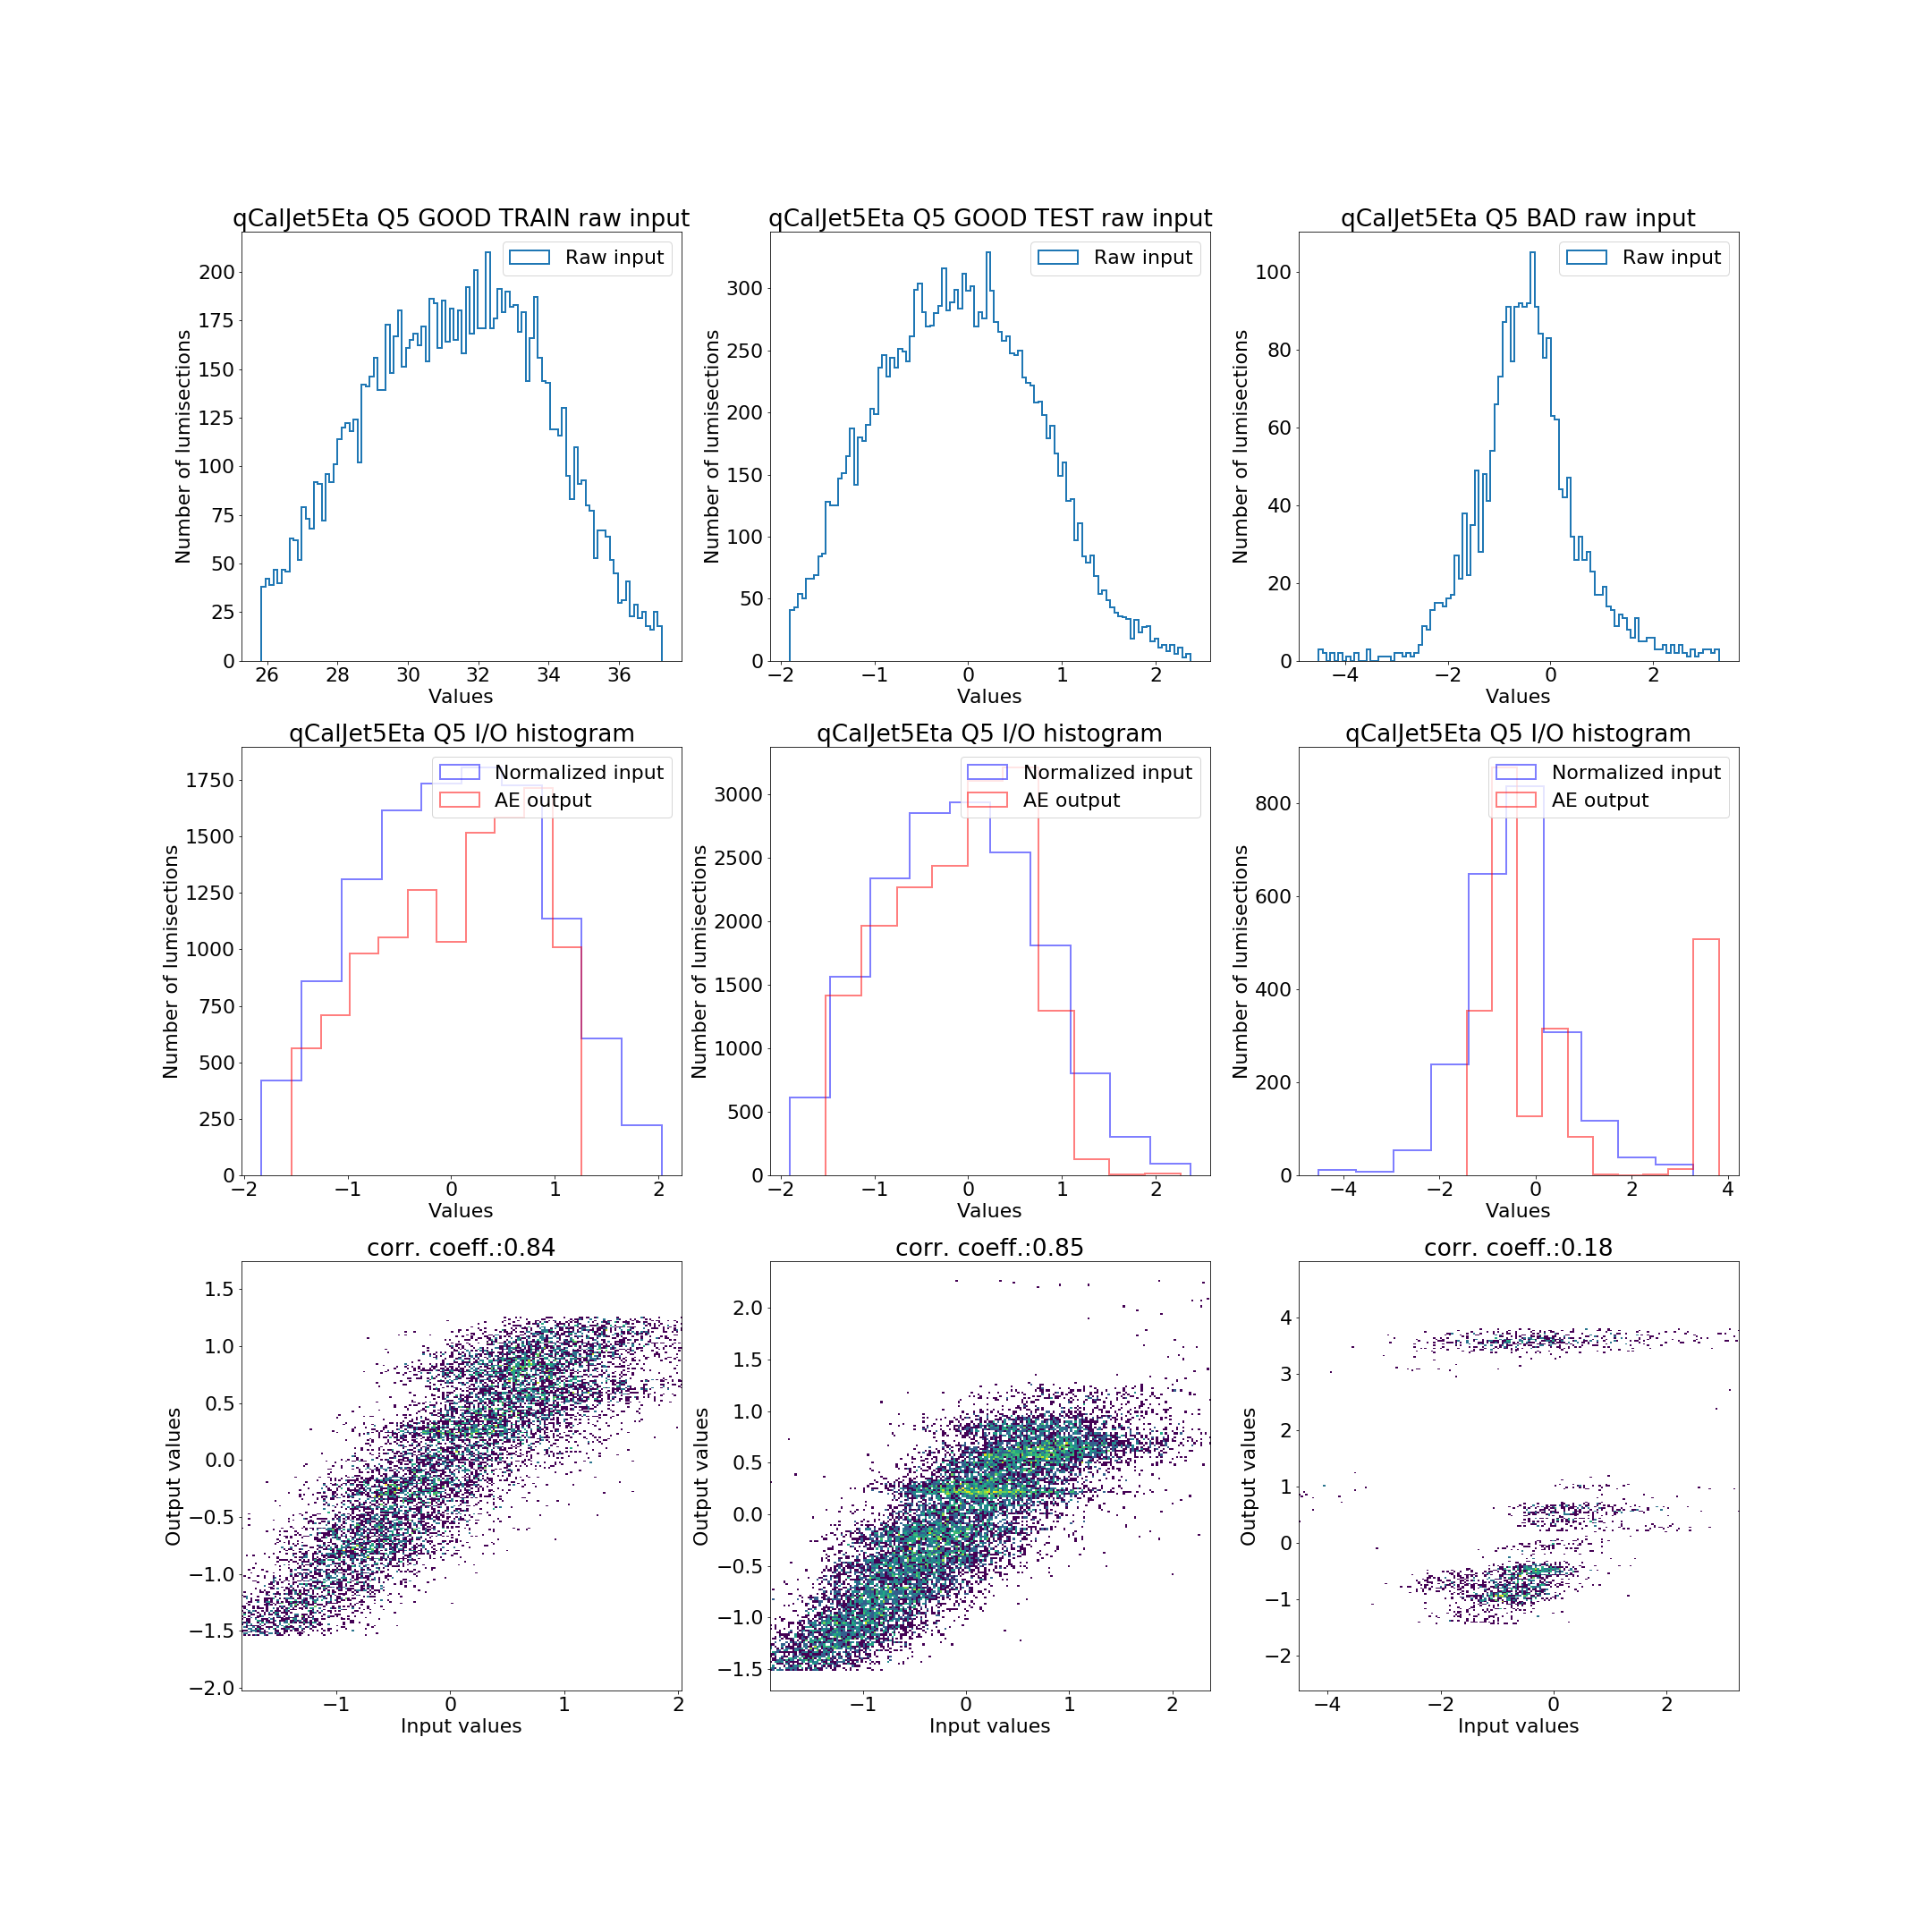 qCalJet5Eta Q5 GOOD TRAIN raw input
qCalJet5Eta Q5 GOOD TEST raw input
qCalJet5Eta Q5 BAD raw input
Raw input
Raw input
Raw input
Number of lumisections
200
175
150
125
100
75
50
25
0
26 28 30 32 34 36
Values
Number of lumisections
300
250
200
150
100
50
0
−2 −1 0 1 2
Values
Number of lumisections
100
80
60
40
20
0
−4 −2 0 2
Values
qCalJet5Eta Q5 I/O histogram
qCalJet5Eta Q5 I/O histogram
qCalJet5Eta Q5 I/O histogram
Normalized input
AE output
Normalized input
AE output
Normalized input
AE output
Number of lumisections
1750
1500
1250
1000
750
500
250
0
−2 −1 0 1 2
Values
Number of lumisections
3000
2500
2000
1500
1000
500
0
−2 −1 0 1 2
Values
Number of lumisections
800
600
400
200
0
−4 −2 0 2 4
Values
corr. coeff.:0.84
corr. coeff.:0.85
corr. coeff.:0.18
Output values
1.5
1.0
0.5
0.0
−0.5
−1.0
−1.5
−2.0
−1 0 1 2
Input values
Output values
2.0
1.5
1.0
0.5
0.0
−0.5
−1.0
−1.5
−1 0 1 2
Input values
Output values
4
3
2
1
0
−1
−2
−4 −2 0 2
Input values